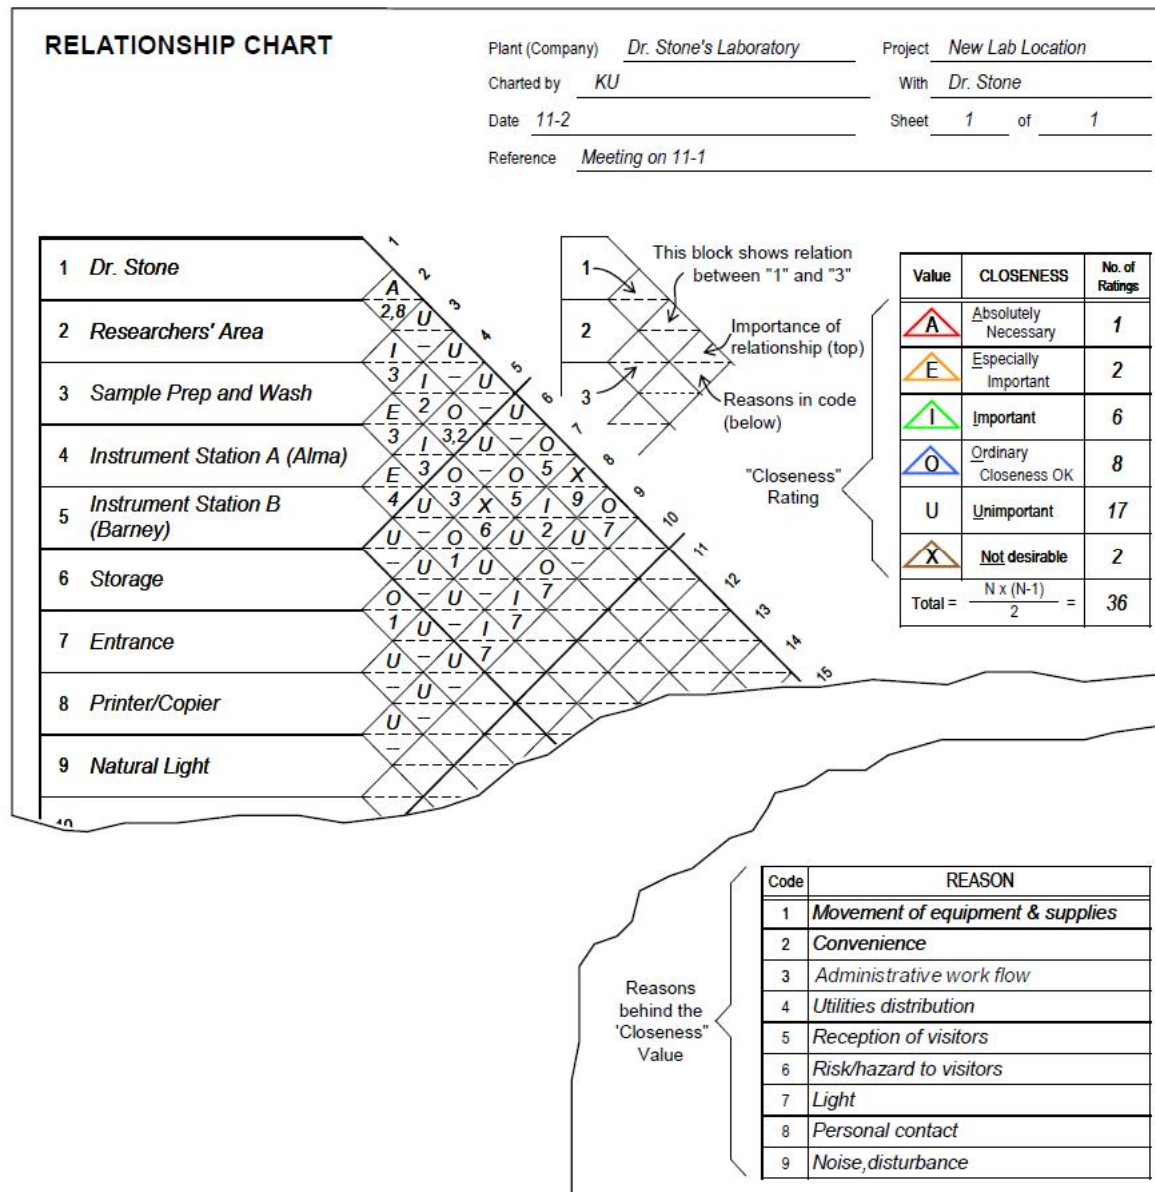 RELATIONSHIP CHART
Plant (Company) Dr. Stone's Laboratory Project New Lab Location
Charted by KU With Dr. Stone
Date 11-2 Sheet 1 of 1
Reference Meeting on 11-1
1 Dr. Stone
2 Researchers' Area
3 Sample Prep and Wash
4 Instrument Station A (Alma)
5 Instrument Station B
(Barney)
6 Storage
7 Entrance
8 Printer/Copier
9 Natural Light
10
1 2 3 4 5 6 7 8 9 10 11 12 13 14 15
A
2,8 U
I – U
3 I – U
E 2 O – U
3 I 3,2 U – O
E 3 O – O 5 X
4 U 3 X 5 I 9 O
U – O 6 U 2 U 7
– U 1 U O –
O – U – I 7
1 U – I 7
U – U 7
– U –
U –
–
1
2
3
This block shows relation
between "1" and "3"
Importance of
relationship (top)
Reasons in code
(below)
"Closeness"
Rating
Value CLOSENESS No. of
Ratings
A Absolutely
Necessary 1
E Especially
Important 2
I Important 6
O Ordinary
Closeness OK 8
U Unimportant 17
X Not desirable 2
Total = N x (N-1)
2 = 36
Reasons
behind the
'Closeness"
Value
Code REASON
1 Movement of equipment & supplies
2 Convenience
3 Administrative work flow
4 Utilities distribution
5 Reception of visitors
6 Risk/hazard to visitors
7 Light
8 Personal contact
9 Noise,disturbance